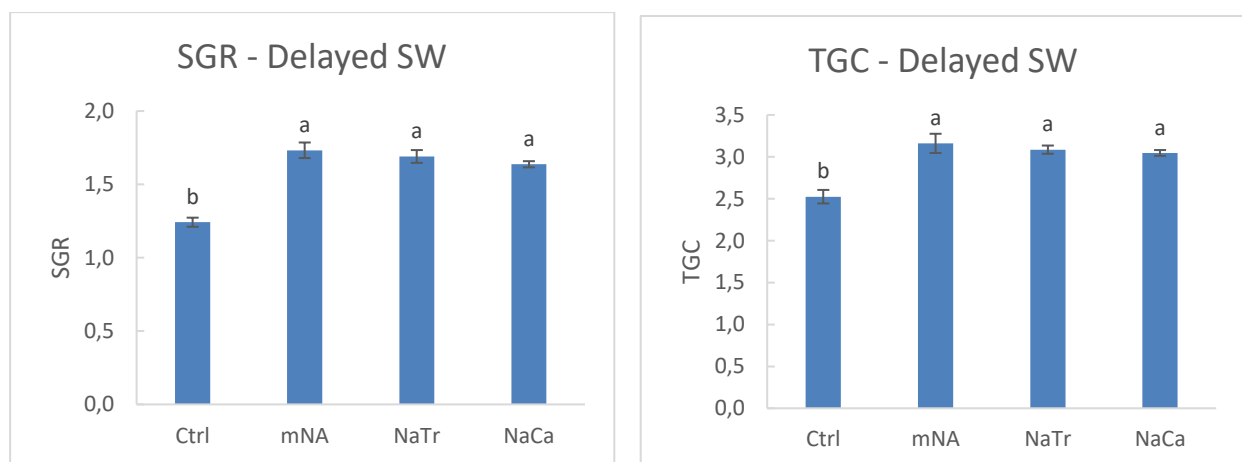 SGR - Delayed SW
2,0
1,5
1,0
0,5
0,0
SGR
b
a
a
a
Ctrl
mNA
NaTr
NaCa
TGC - Delayed SW
3,5
3,0
2,5
2,0
1,5
1,0
0,5
0,0
TGC
b
a
a
a
Ctrl
mNA
NaTr
NaCa